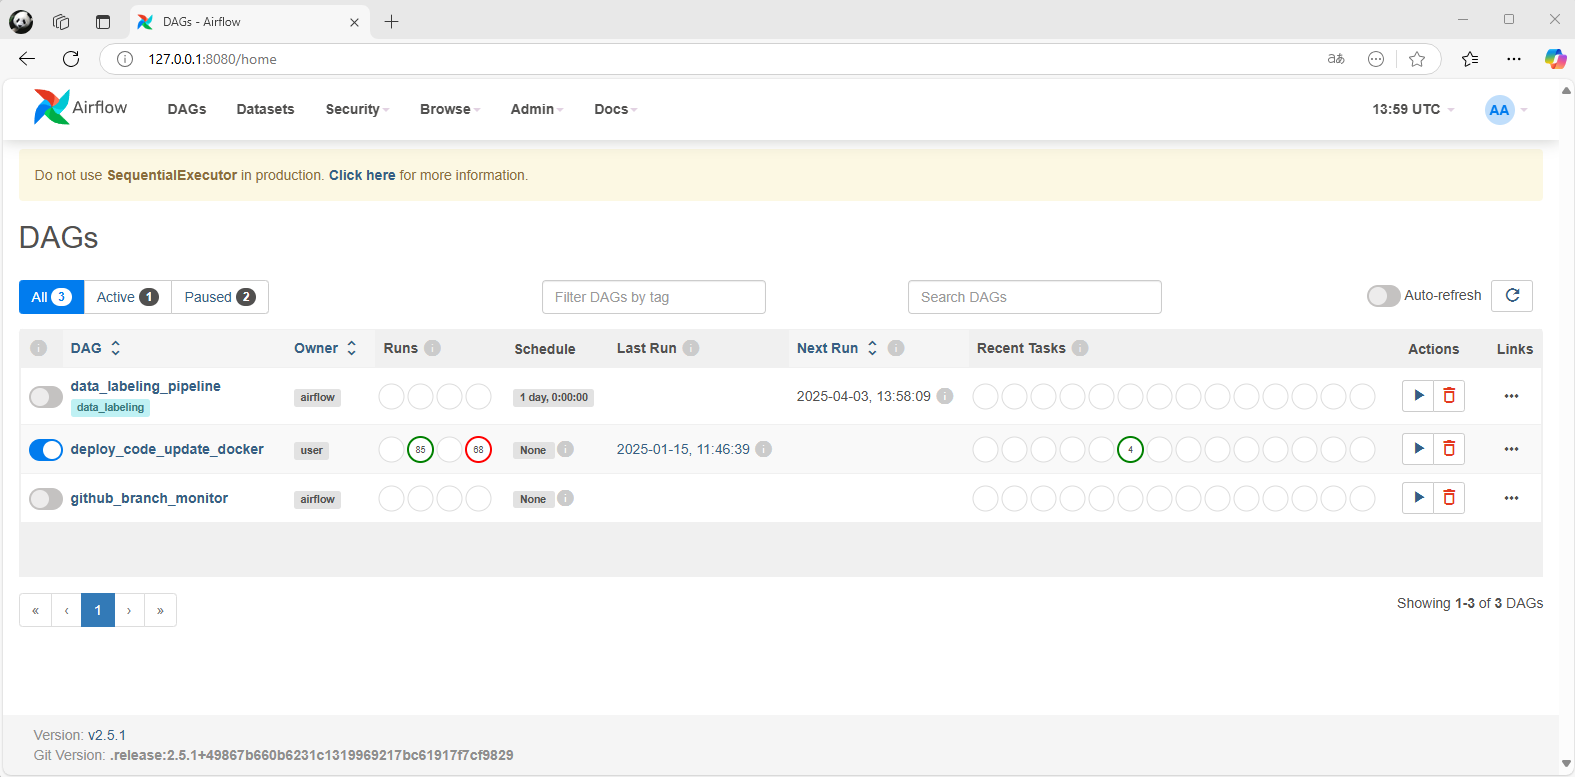 DAGs - Airflow
127.0.0.1:8080/home
Airflow DAGs Datasets Security Browse Admin Docs 13:59 UTC AA
Do not use SequentialExecutor in production. Click here for more information.
DAGs
All 3 Active 1 Paused 2 Filter DAGs by tag Search DAGs Auto-refresh
DAG Owner Runs Schedule Last Run Next Run Recent Tasks Actions Links
data_labeling_pipeline airflow 1 day, 0:00:00 2025-04-03, 13:58:09
data_labeling
deploy_code_update_docker user 85 68 None 2025-01-15, 11:46:39 4
github_branch_monitor airflow None
« ‹ 1 › » Showing 1-3 of 3 DAGs
Version: v2.5.1
Git Version: .release:2.5.1+49867b660b6231c1319969217bc61917f7cf9829